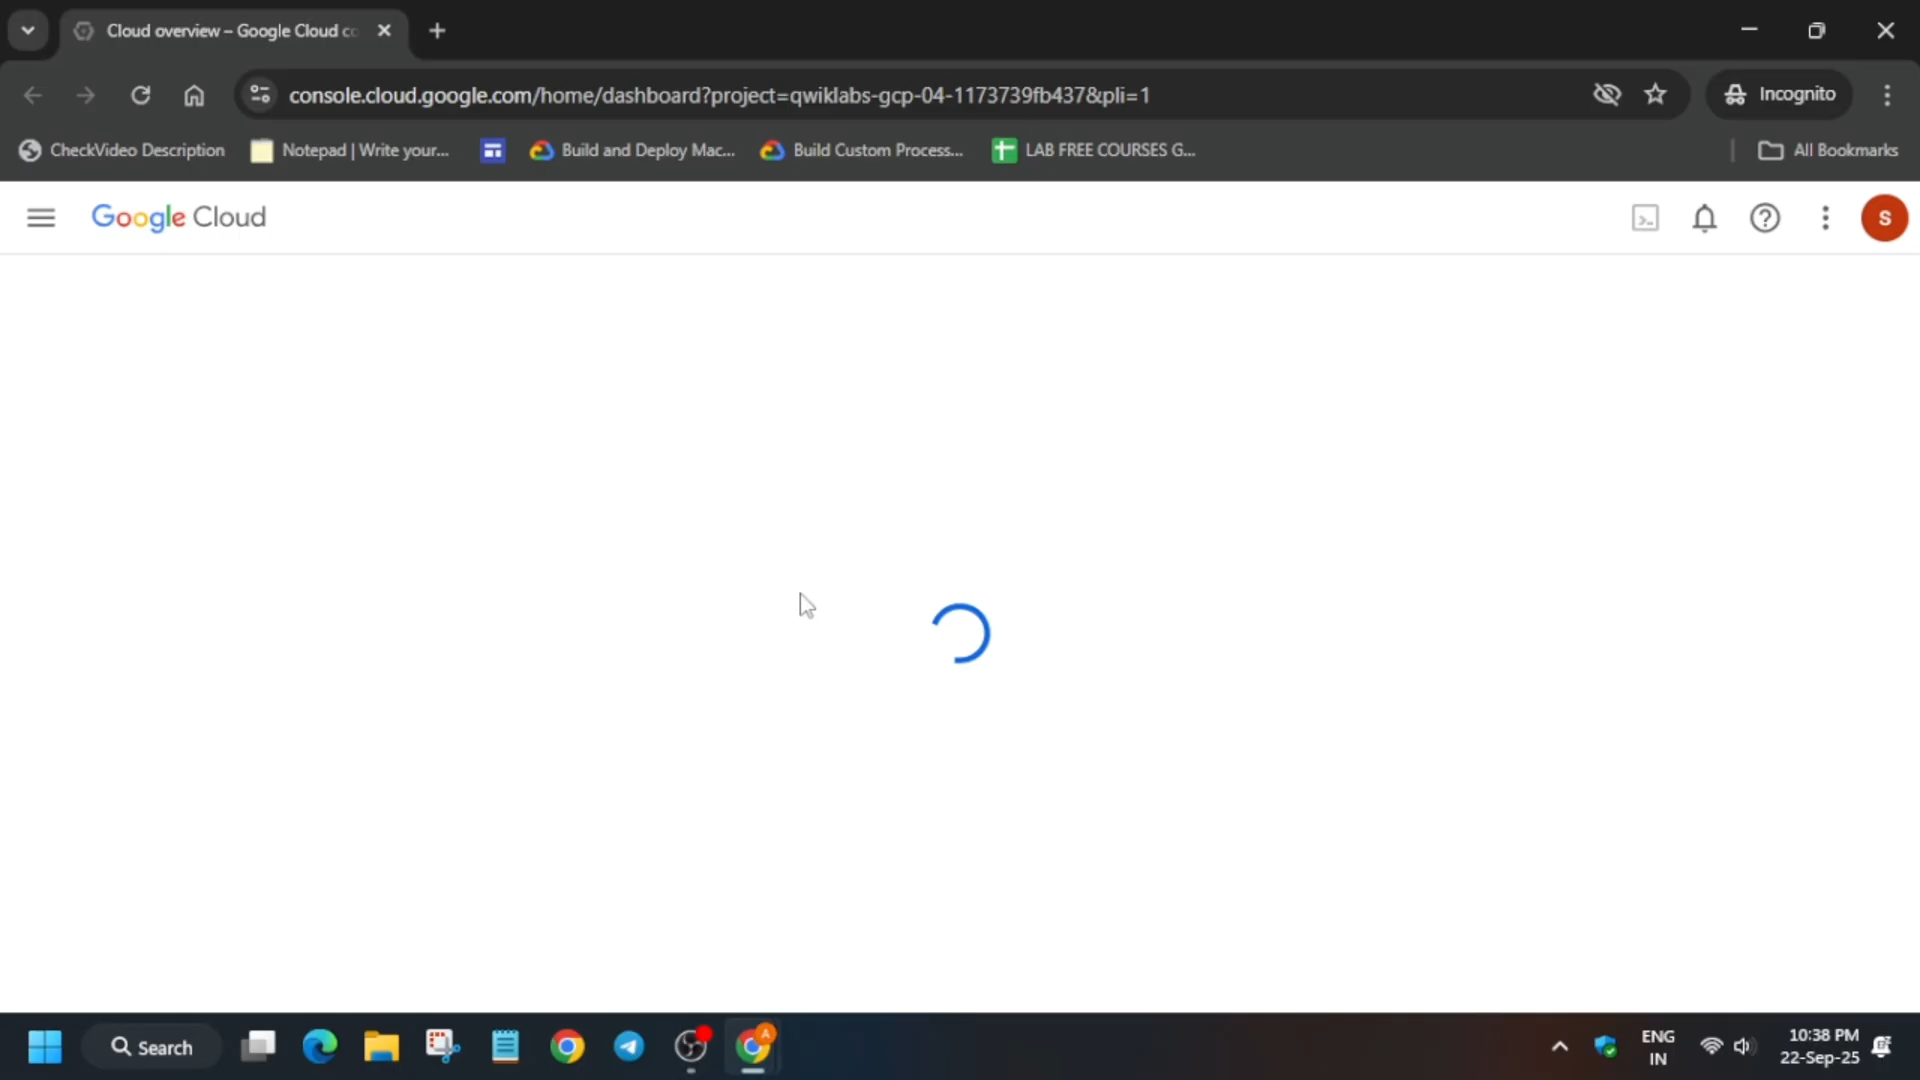 Cloud overview – Google Cloud co
console.cloud.google.com/home/dashboard?project=qwiklabs-gcp-04-1173739fb437&pli=1
Incognito
CheckVideo Description
Notepad | Write your...
Build and Deploy Mac...
Build Custom Process...
LAB FREE COURSES G...
All Bookmarks
Google Cloud
S
Search
A
ENG
IN
10:38 PM
22-Sep-25